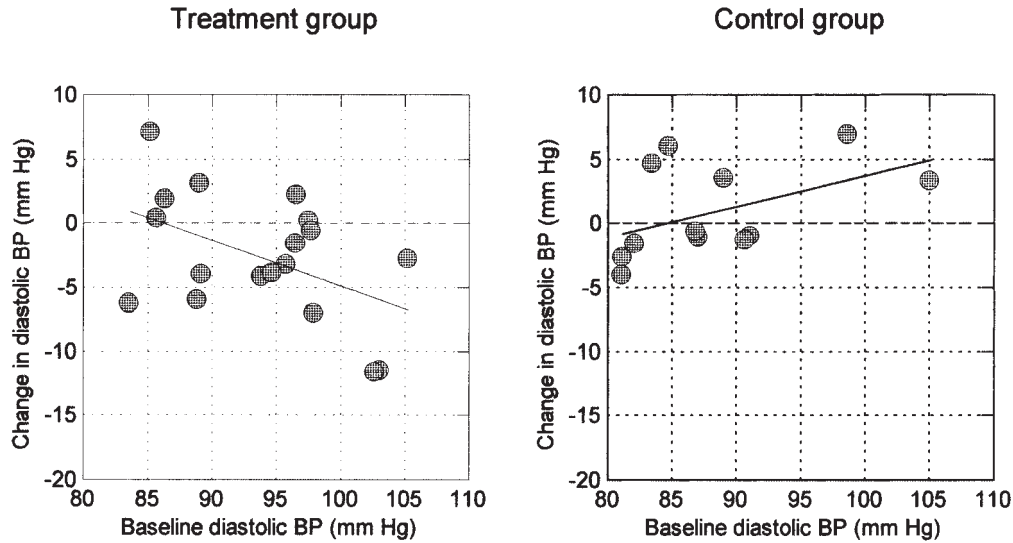 Treatment group
Change in diastolic BP (mm Hg)
10
5
0
-5
-10
-15
-20
80 85 90 95 100 105 110
Baseline diastolic BP (mm Hg)
Control group
Change in diastolic BP (mm Hg)
10
5
0
-5
-10
-15
-20
80 85 90 95 100 105 110
Baseline diastolic BP (mm Hg)